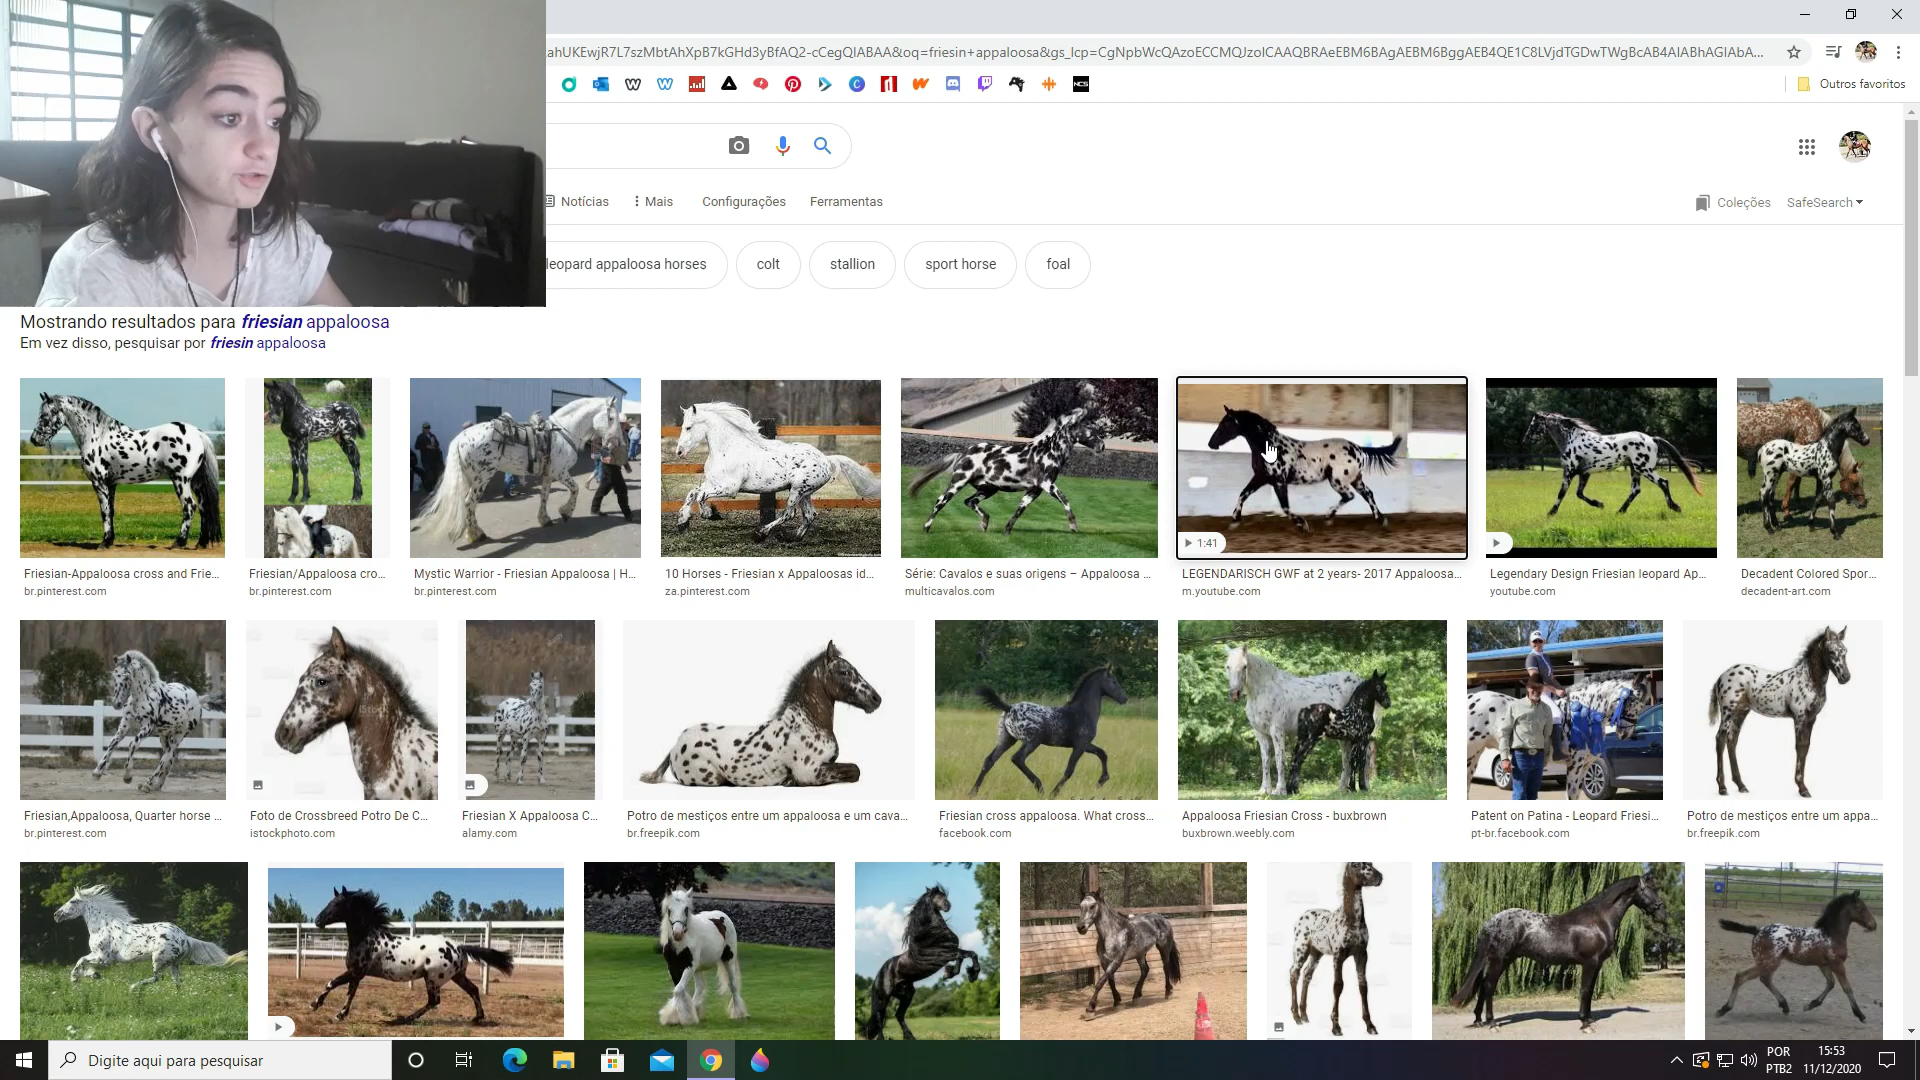 ahUKEwjR7L7szMbtAhXpB7kGHd3yBfAQ2-cCegQIABAA&oq=friesin+appaloosa&gs_lcp=CgNpbWcQAzoECCMQJzoICAAQBRAeEBM6BAgAEBM6BggAEB4QE1C8LVjdTGDwTWgBcAB4AIABhAGIAbA...
NCS
Outros favoritos
Notícias Mais Configurações Ferramentas
Coleções SafeSearch
leopard appaloosa horses colt stallion sport horse foal
Mostrando resultados para friesian appaloosa
Em vez disso, pesquisar por friesin appaloosa
1:41
Friesian-Appaloosa cross and Frie...
br.pinterest.com
Friesian/Appaloosa cro...
br.pinterest.com
Mystic Warrior - Friesian Appaloosa | H...
br.pinterest.com
10 Horses - Friesian x Appaloosas id...
za.pinterest.com
Série: Cavalos e suas origens – Appaloosa ...
multicavalos.com
LEGENDARISCH GWF at 2 years- 2017 Appaloosa...
m.youtube.com
Legendary Design Friesian leopard Ap...
youtube.com
Decadent Colored Spor...
decadent-art.com
Friesian,Appaloosa, Quarter horse ...
br.pinterest.com
Foto de Crossbreed Potro De C...
istockphoto.com
Friesian X Appaloosa C...
alamy.com
Potro de mestiços entre um appaloosa e um cava...
br.freepik.com
Friesian cross appaloosa. What cross...
facebook.com
Appaloosa Friesian Cross - buxbrown
buxbrown.weebly.com
Patent on Patina - Leopard Friesi...
pt-br.facebook.com
Potro de mestiços entre um appa...
br.freepik.com
Digite aqui para pesquisar
POR
PTB2
15:53
11/12/2020